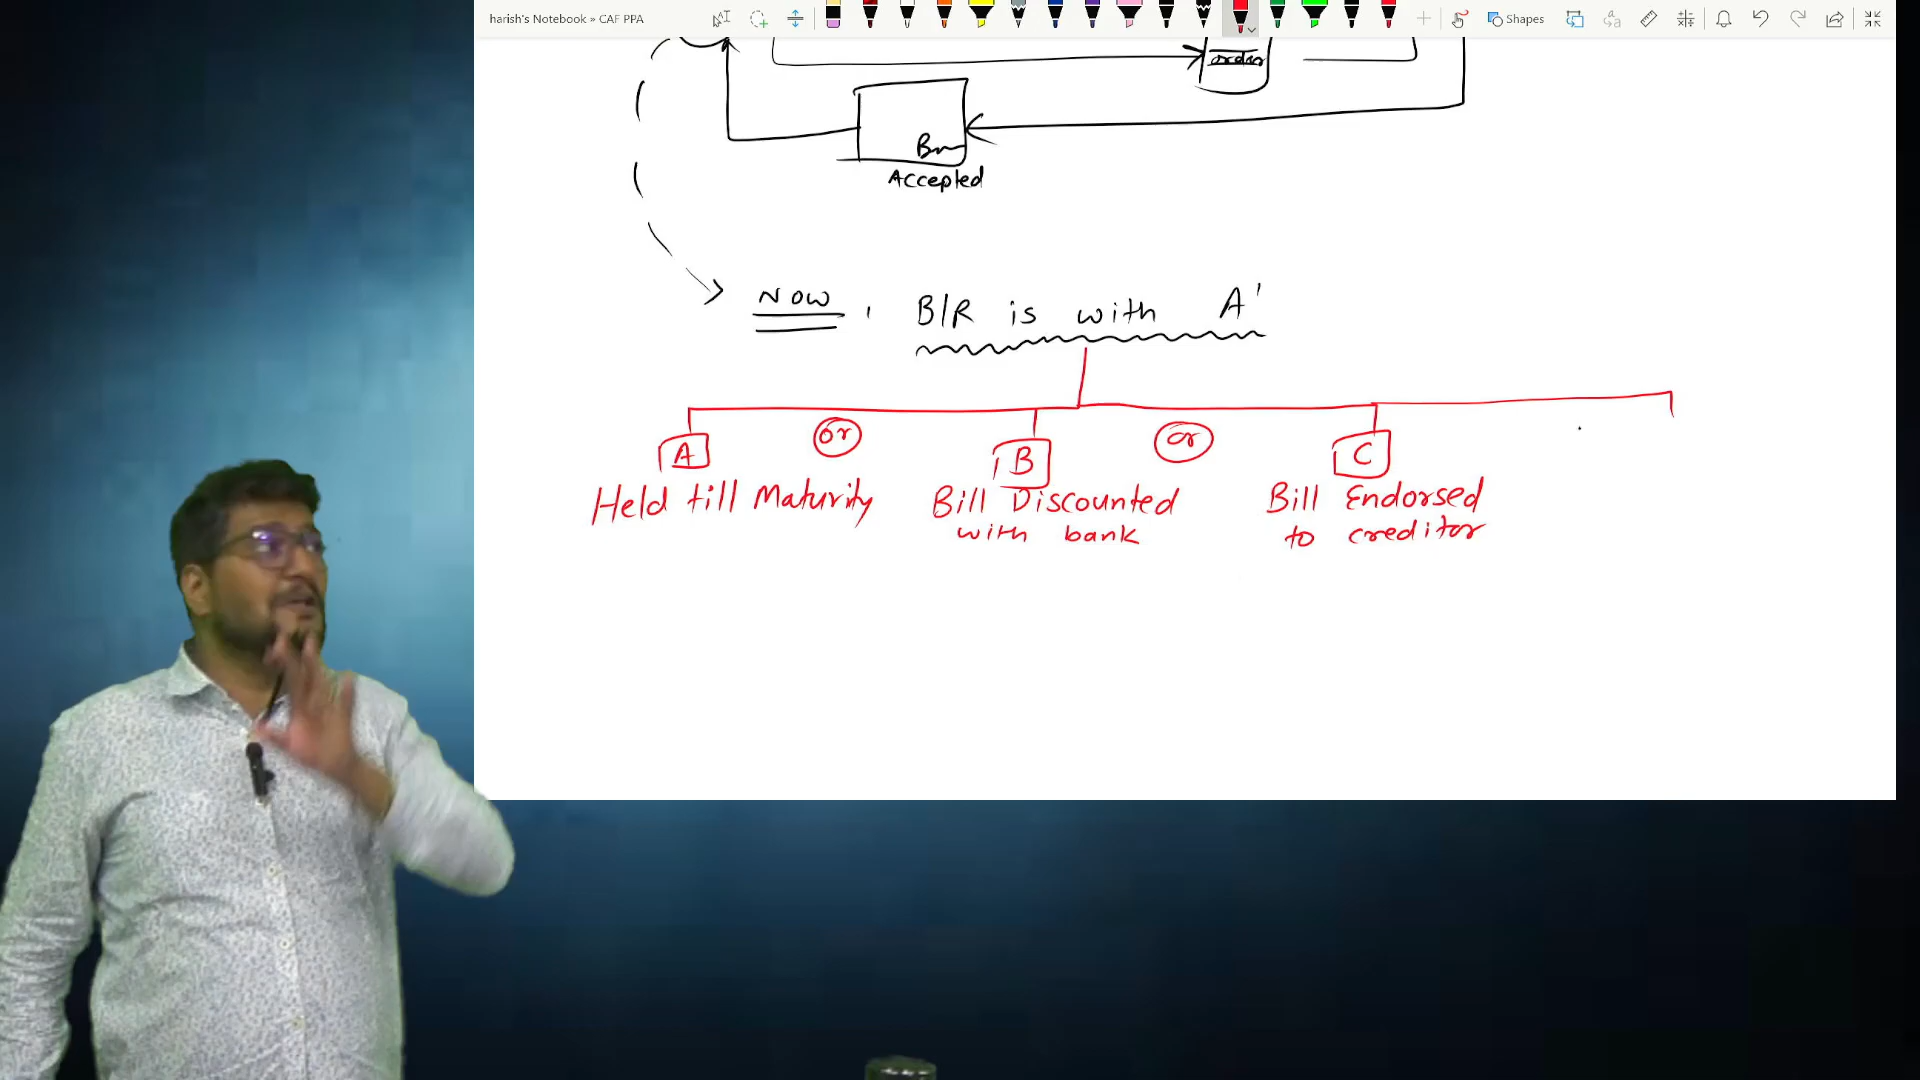 harish's Notebook » CAF PPA
Shapes
order
Accepted
Now , B/R is with A'
or
or
A
B
C
Held till Maturity
Bill Discounted
with bank
Bill Endorsed
to creditor